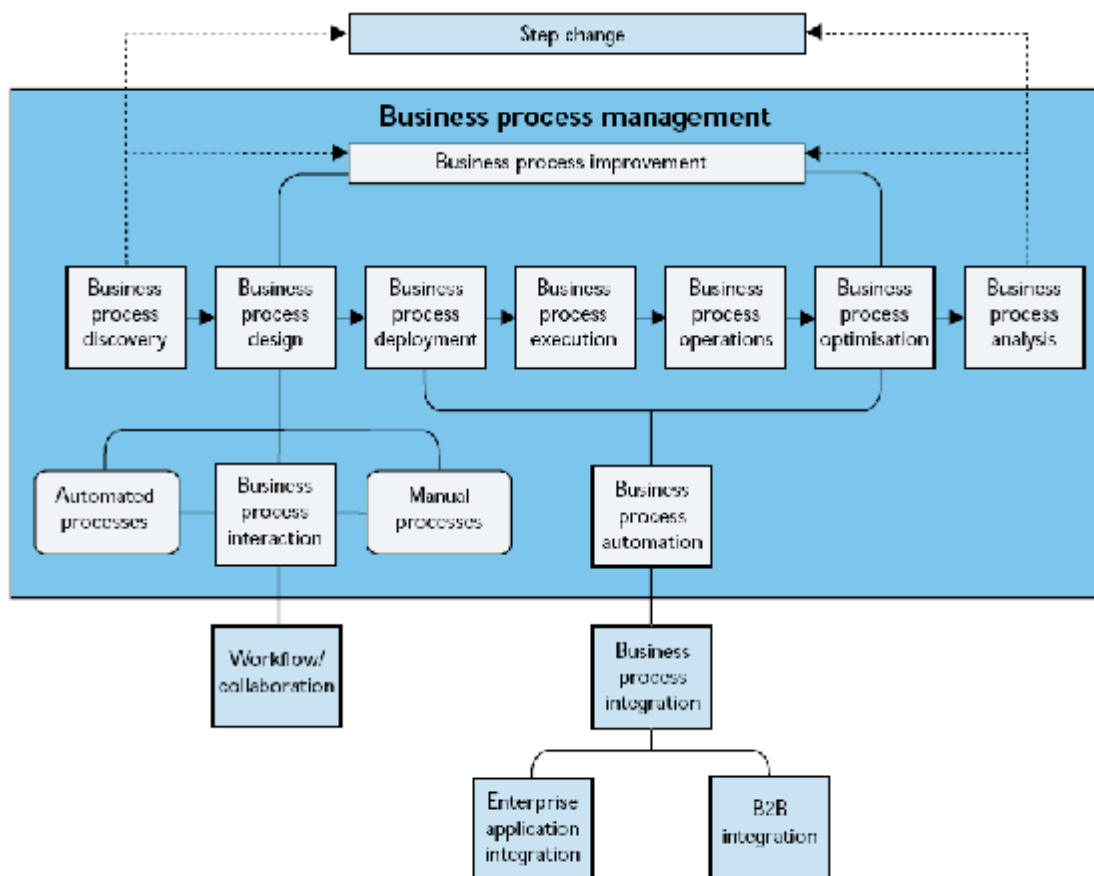 Step change
Business process management
Business process improvement
Business
process
discovery
Business
process
design
Business
process
deployment
Business
process
execution
Business
process
operations
Business
process
optimisation
Business
process
analysis
Automated
processes
Business
process
interaction
Manual
processes
Business
process
automation
Workflow/
collaboration
Business
process
integration
Enterprise
application
integration
B2B
integration